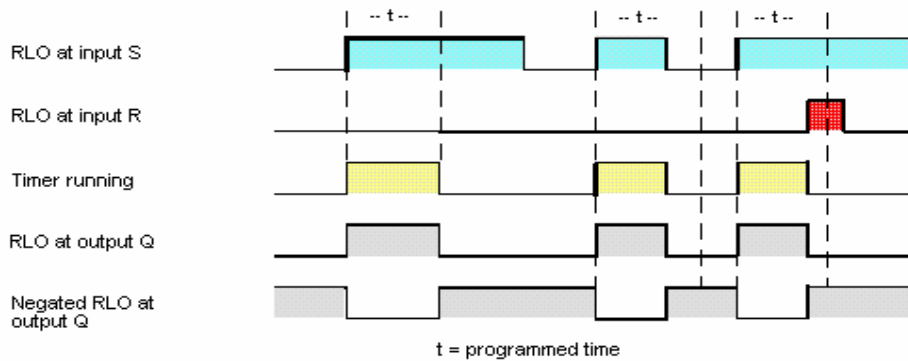 -- t -- -- t -- -- t --
RLO at input S
RLO at input R
Timer running
RLO at output Q
Negated RLO at
output Q
t = programmed time